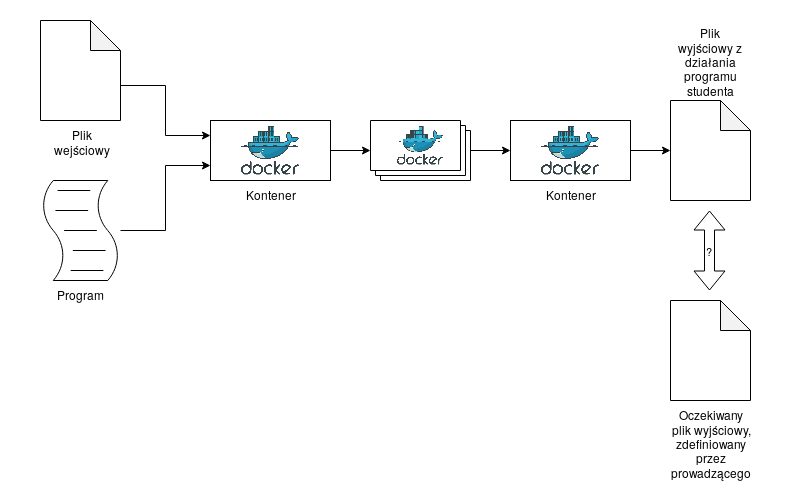 Plik
wejściowy
Program
docker
Kontener
docker
docker
Kontener
Plik
wyjściowy z
działania
programu
studenta
?
Oczekiwany
plik wyjściowy,
zdefiniowany
przez
prowadzącego